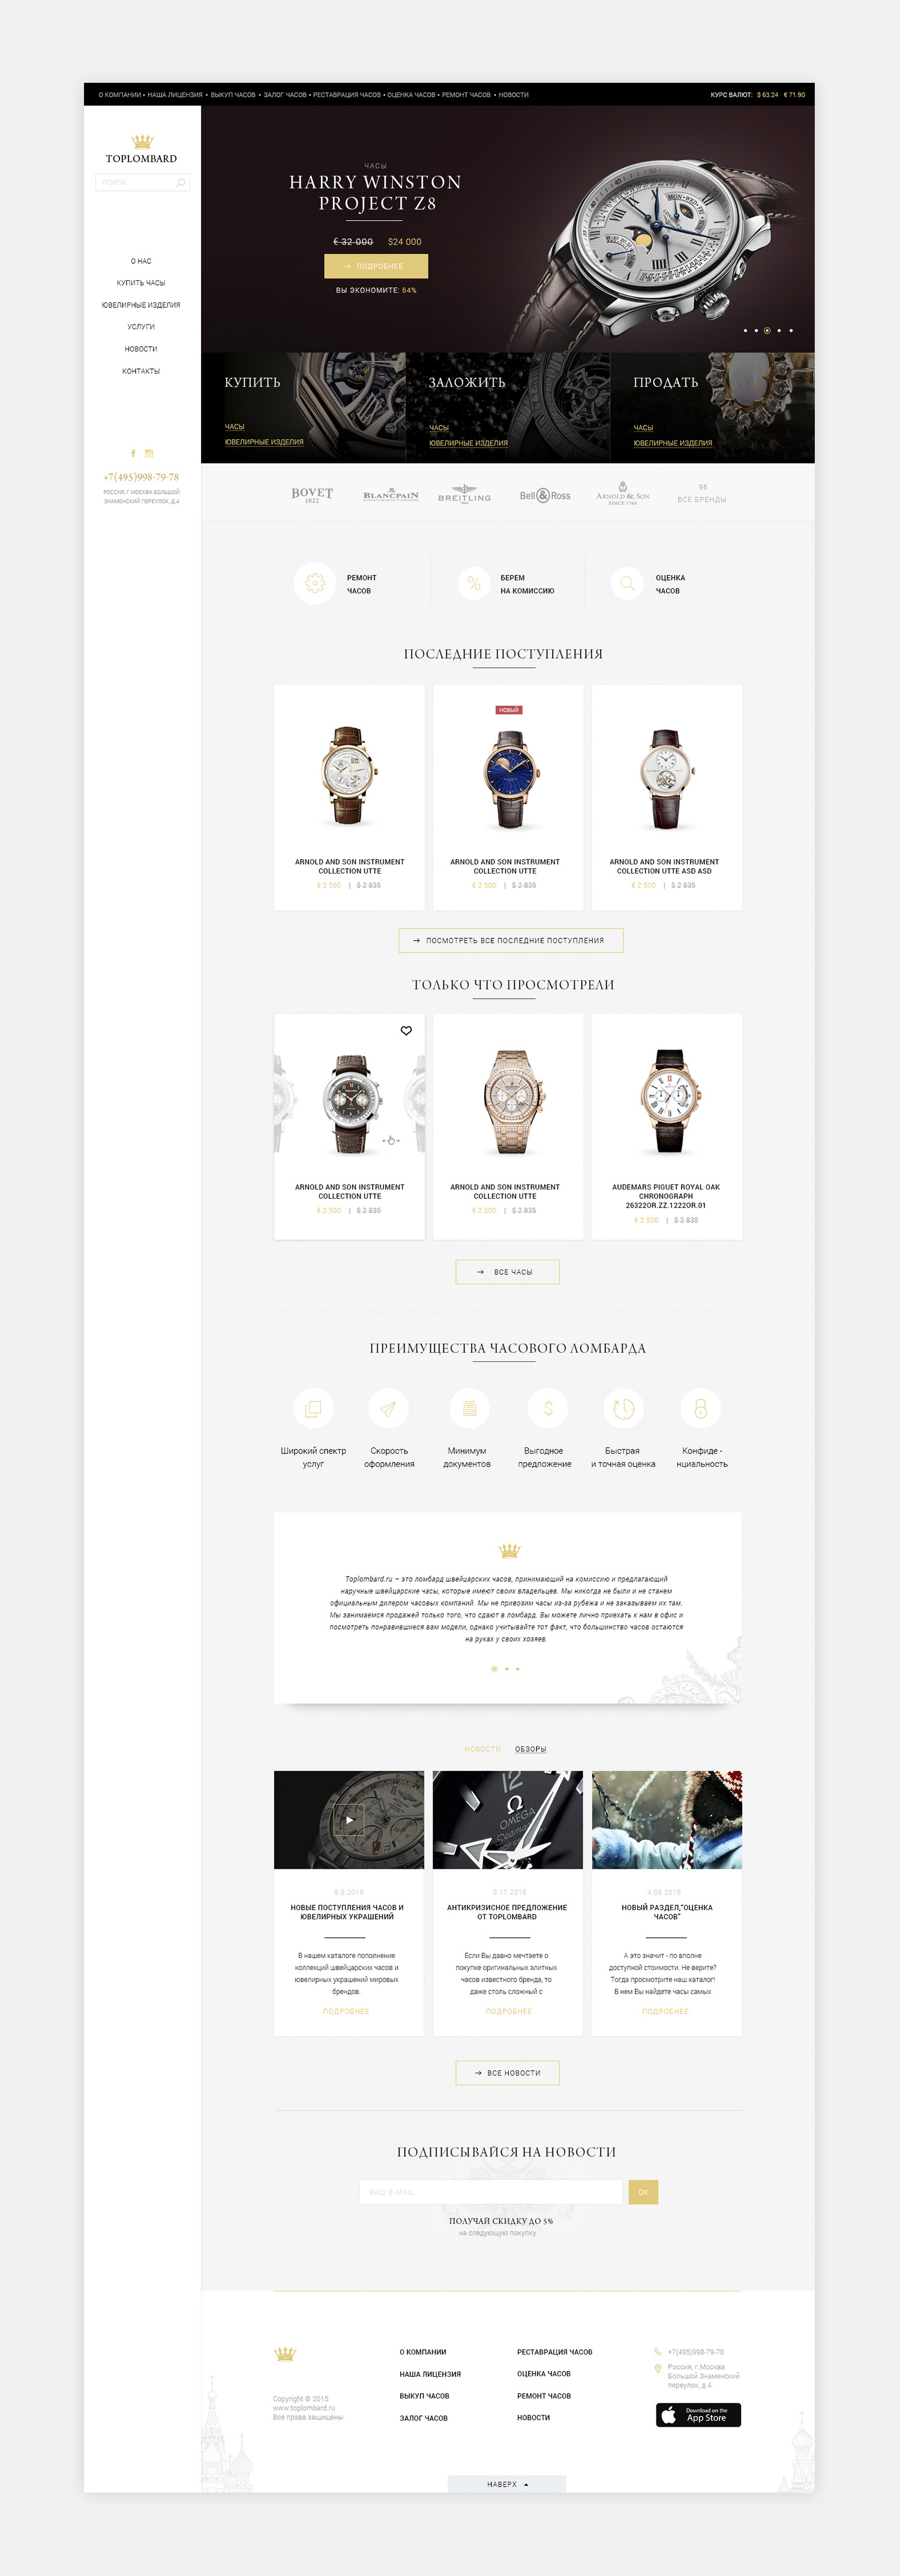 О КОМПАНИИ • НАША ЛИЦЕНЗИЯ • ВЫКУП ЧАСОВ • ЗАЛОГ ЧАСОВ • РЕСТАВРАЦИЯ ЧАСОВ • ОЦЕНКА ЧАСОВ • РЕМОНТ ЧАСОВ • НОВОСТИ
КУРС ВАЛЮТ: $ 63.24 € 71.90
TOPLOMBARD
ПОИСК
О НАС
КУПИТЬ ЧАСЫ
ЮВЕЛИРНЫЕ ИЗДЕЛИЯ
УСЛУГИ
НОВОСТИ
КОНТАКТЫ
+7(495)998-79-78
РОССИЯ, Г.МОСКВА БОЛЬШОЙ
ЗНАМЕНСКИЙ ПЕРЕУЛОК, Д.4
ЧАСЫ
HARRY WINSTON
PROJECT Z8
€ 32 000 $24 000
→ ПОДРОБНЕЕ
ВЫ ЭКОНОМИТЕ: 64%
КУПИТЬ
ЧАСЫ
ЮВЕЛИРНЫЕ ИЗДЕЛИЯ
ЗАЛОЖИТЬ
ЧАСЫ
ЮВЕЛИРНЫЕ ИЗДЕЛИЯ
ПРОДАТЬ
ЧАСЫ
ЮВЕЛИРНЫЕ ИЗДЕЛИЯ
BOVET
1822
BLANCPAIN
BREITLING
1884
Bell & Ross
ARNOLD & SON
SINCE 1764
96
ВСЕ БРЕНДЫ
РЕМОНТ
ЧАСОВ
БЕРЕМ
НА КОМИССИЮ
ОЦЕНКА
ЧАСОВ
ПОСЛЕДНИЕ ПОСТУПЛЕНИЯ
НОВЫЙ
ARNOLD AND SON INSTRUMENT
COLLECTION UTTE
€ 2 500 | $ 2 835
ARNOLD AND SON INSTRUMENT
COLLECTION UTTE
€ 2 500 | $ 2 835
ARNOLD AND SON INSTRUMENT
COLLECTION UTTE ASD ASD
€ 2 500 | $ 2 835
→ ПОСМОТРЕТЬ ВСЕ ПОСЛЕДНИЕ ПОСТУПЛЕНИЯ
ТОЛЬКО ЧТО ПРОСМОТРЕЛИ
ARNOLD AND SON INSTRUMENT
COLLECTION UTTE
€ 2 500 | $ 2 835
ARNOLD AND SON INSTRUMENT
COLLECTION UTTE
€ 2 500 | $ 2 835
AUDEMARS PIGUET ROYAL OAK
CHRONOGRAPH
26322OR.ZZ.1222OR.01
€ 2 500 | $ 2 835
→ ВСЕ ЧАСЫ
ПРЕИМУЩЕСТВА ЧАСОВОГО ЛОМБАРДА
Широкий спектр
услуг
Скорость
оформления
Минимум
документов
Выгодное
предложение
Быстрая
и точная оценка
Конфиде -
нциальность
Toplombard.ru – это ломбард швейцарских часов, принимающий на комиссию и предлагающий
наручные швейцарские часы, которые имеют своих владельцев. Мы никогда не были и не станем
официальным дилером часовых компаний. Мы не привозим часы из-за рубежа и не заказываем их там.
Мы занимаемся продажей только того, что сдают в ломбард. Вы можете лично приехать к нам в офис и
посмотреть понравившиеся вам модели, однако учитывайте тот факт, что большинство часов остаются
на руках у своих хозяев.
НОВОСТИ ОБЗОРЫ
12
OMEGA
Seamaster
9.8.2016
НОВЫЕ ПОСТУПЛЕНИЯ ЧАСОВ И
ЮВЕЛИРНЫХ УКРАШЕНИЙ
В нашем каталоге пополнение
коллекций швейцарских часов и
ювелирных украшений мировых
брендов.
ПОДРОБНЕЕ
3.11.2016
АНТИКРИЗИСНОЕ ПРЕДЛОЖЕНИЕ
ОТ TOPLOMBARD
Если Вы давно мечтаете о
покупке оригинальных элитных
часов известного бренда, то
даже столь сложный с
ПОДРОБНЕЕ
4.08.2016
НОВЫЙ РАЗДЕЛ,"ОЦЕНКА
ЧАСОВ"
А это значит - по вполне
доступной стоимости. Не верите?
Тогда просмотрите наш каталог!
В нем Вы найдете часы самых
ПОДРОБНЕЕ
→ ВСЕ НОВОСТИ
ПОДПИСЫВАЙСЯ НА НОВОСТИ
ВАШ E-MAIL
ОК
ПОЛУЧАЙ СКИДКУ ДО 5%
на следующую покупку
Copyright © 2015
www.toplombard.ru
Все права защищены
О КОМПАНИИ
НАША ЛИЦЕНЗИЯ
ВЫКУП ЧАСОВ
ЗАЛОГ ЧАСОВ
РЕСТАВРАЦИЯ ЧАСОВ
ОЦЕНКА ЧАСОВ
РЕМОНТ ЧАСОВ
НОВОСТИ
+7(495)998-79-78
Россия, г.Москва
Большой Знаменский
переулок, д.4
Download on the
App Store
НАВЕРХ